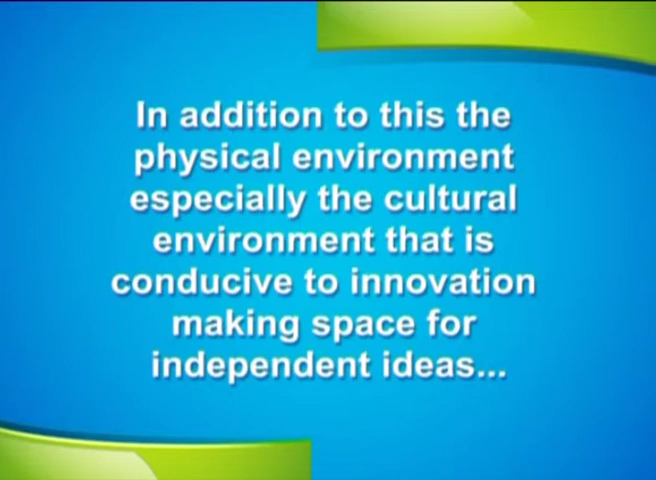 In addition to this the
physical environment
especially the cultural
environment that is
conducive to innovation
making space for
independent ideas...